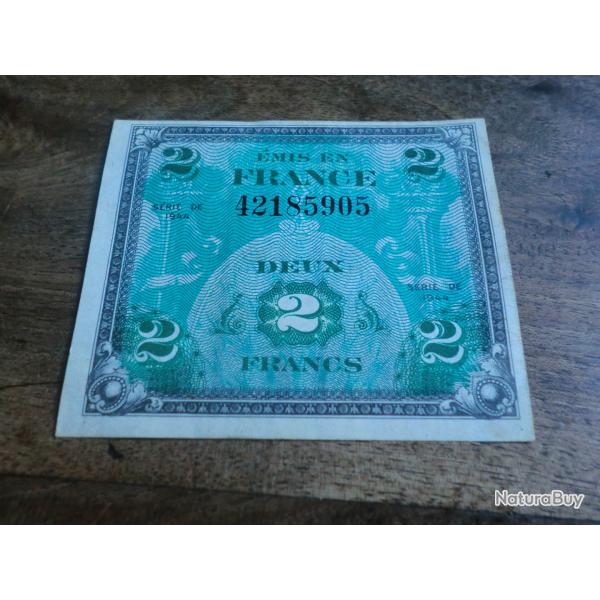 2 ÉMIS EN 2
FRANCE
SÉRIE DE
1944
42185905
DEUX
SÉRIE DE
1944
2
2 FRANCS 2
NaturaBuy